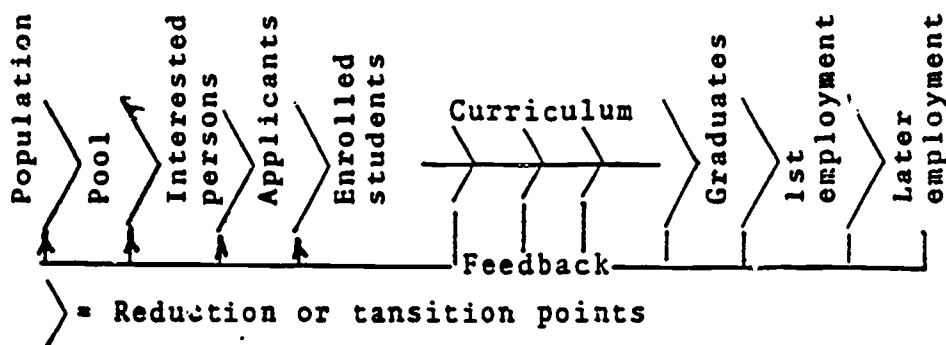 Population
Pool
Interested
persons
Applicants
Enrolled
students
Curriculum
Graduates
1st
employment
Later
employment
Feedback
= Reduction or tansition points